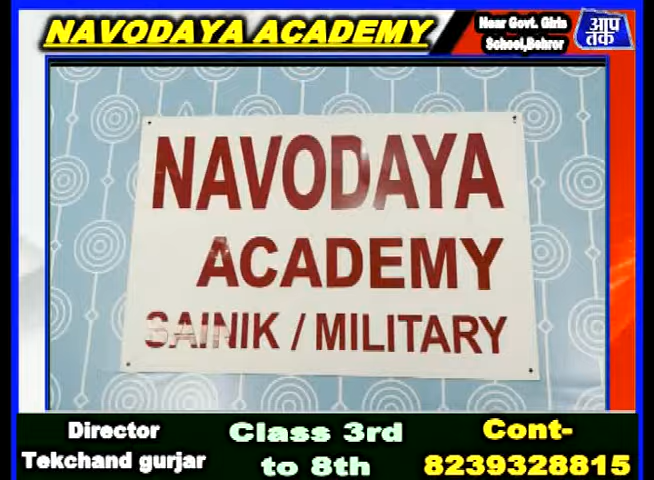 NAVODAYA ACADEMY
Near Govt. Girls
School,Behror
आप
तक
NAVODAYA
ACADEMY
SAINIK / MILITARY
Director
Tekchand gurjar
Class 3rd
to 8th
Cont-
8239328815